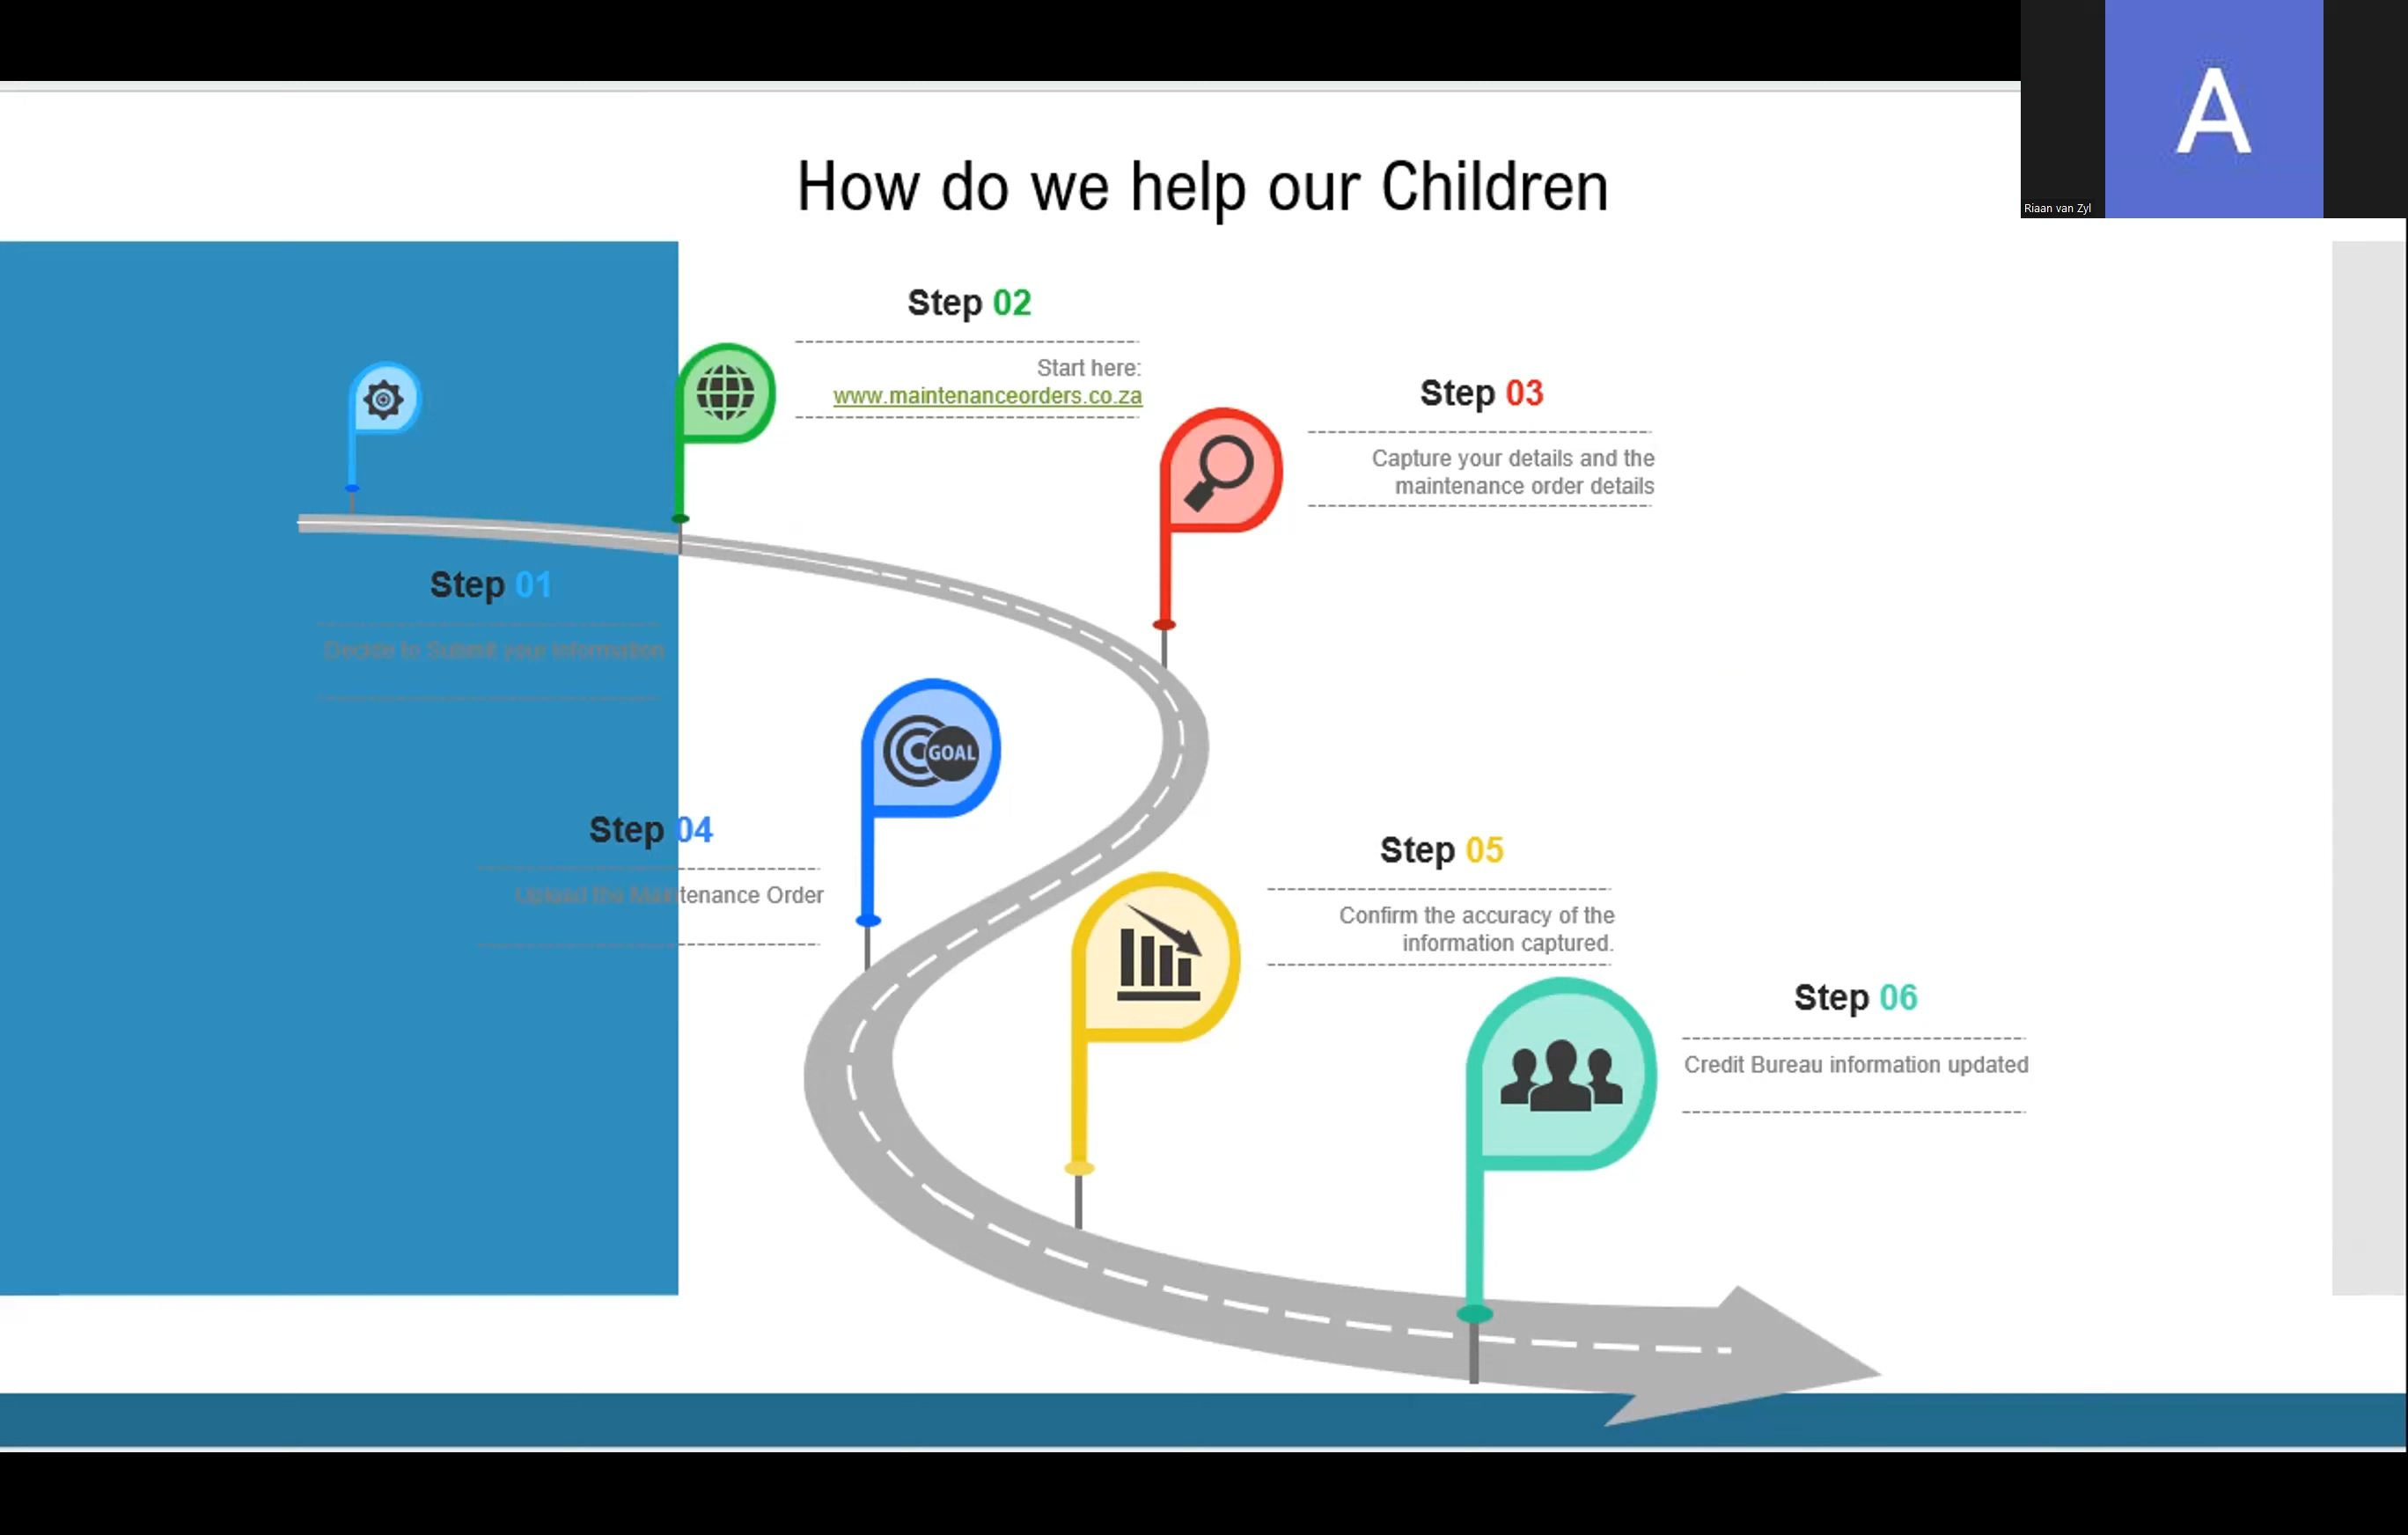 A
Riaan van Zyl
How do we help our Children
Step 01
Decide to Submit your information
Step 02
Start here:
www.maintenanceorders.co.za
Step 03
Capture your details and the
maintenance order details
Step 04
Upload the Maintenance Order
GOAL
Step 05
Confirm the accuracy of the
information captured.
Step 06
Credit Bureau information updated